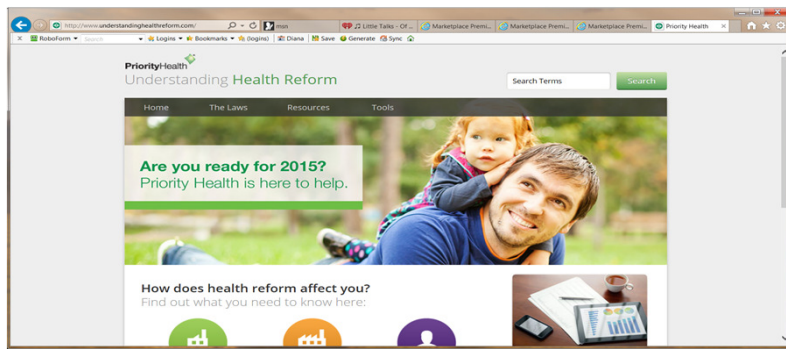 http://www.understandinghealthreform.com/
msn
Little Talks - Of ...
Marketplace Premi...
Marketplace Premi...
Marketplace Premi...
Priority Health
RoboForm
Search
Logins
Bookmarks
(logins)
Diana
Save
Generate
Sync
PriorityHealth
Understanding Health Reform
Search Terms
Search
Home The Laws Resources Tools
Are you ready for 2015?
Priority Health is here to help.
How does health reform affect you?
Find out what you need to know here: